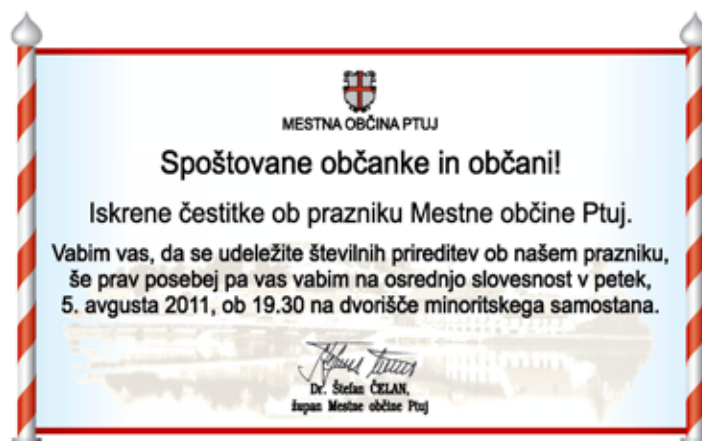 MESTNA OBČINA PTUJ
Spoštovane občanke in občani!
Iskrene čestitke ob prazniku Mestne občine Ptuj.
Vabim vas, da se udeležite številnih prireditev ob našem prazniku,
še prav posebej pa vas vabim na osrednjo slovesnost v petek,
5. avgusta 2011, ob 19.30 na dvorišče minoritskega samostana.
Dr. Štefan ČELAN,
župan Mestne občine Ptuj